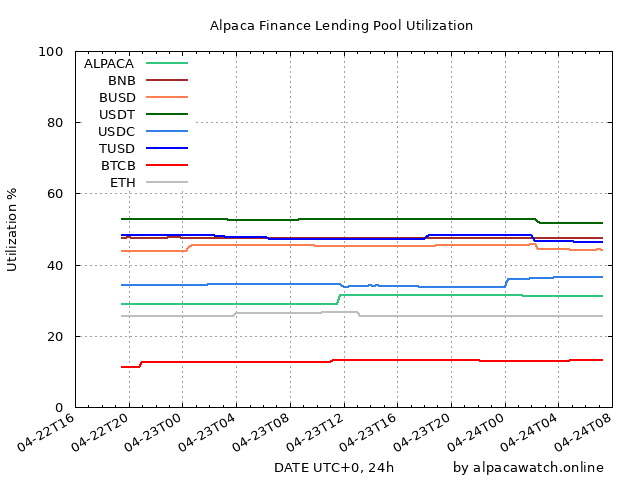 Alpaca Finance Lending Pool Utilization
Utilization %
100
80
60
40
20
0
ALPACA
BNB
BUSD
USDT
USDC
TUSD
BTCB
ETH
04-22T16
04-22T20
04-23T00
04-23T04
04-23T08
04-23T12
04-23T16
04-23T20
04-24T00
04-24T04
04-24T08
DATE UTC+0, 24h
by alpacawatch.online